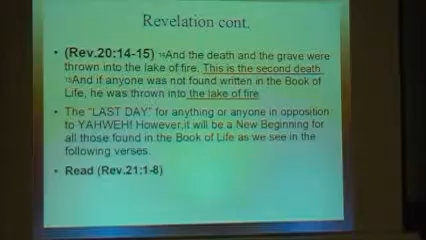 Revelation cont.
• (Rev.20:14-15) 14And the death and the grave were
thrown into the lake of fire. This is the second death.
15And if anyone was not found written in the Book of
Life, he was thrown into the lake of fire.
• The "LAST DAY" for anything or anyone in opposition
to YAHWEH! However,it will be a New Beginning for
all those found in the Book of Life as we see in the
following verses.
• Read (Rev.21:1-8)